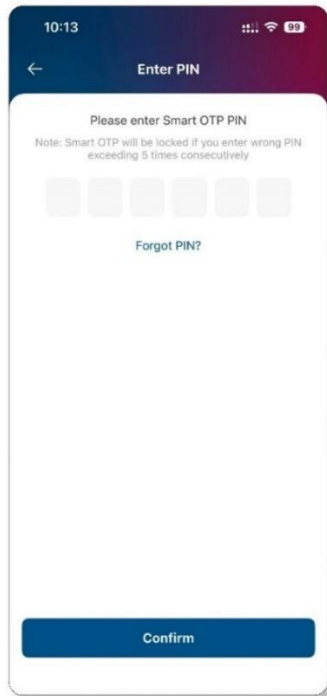 10:13
99
Enter PIN
Please enter Smart OTP PIN
Note: Smart OTP will be locked if you enter wrong PIN
exceeding 5 times consecutively
Forgot PIN?
Confirm